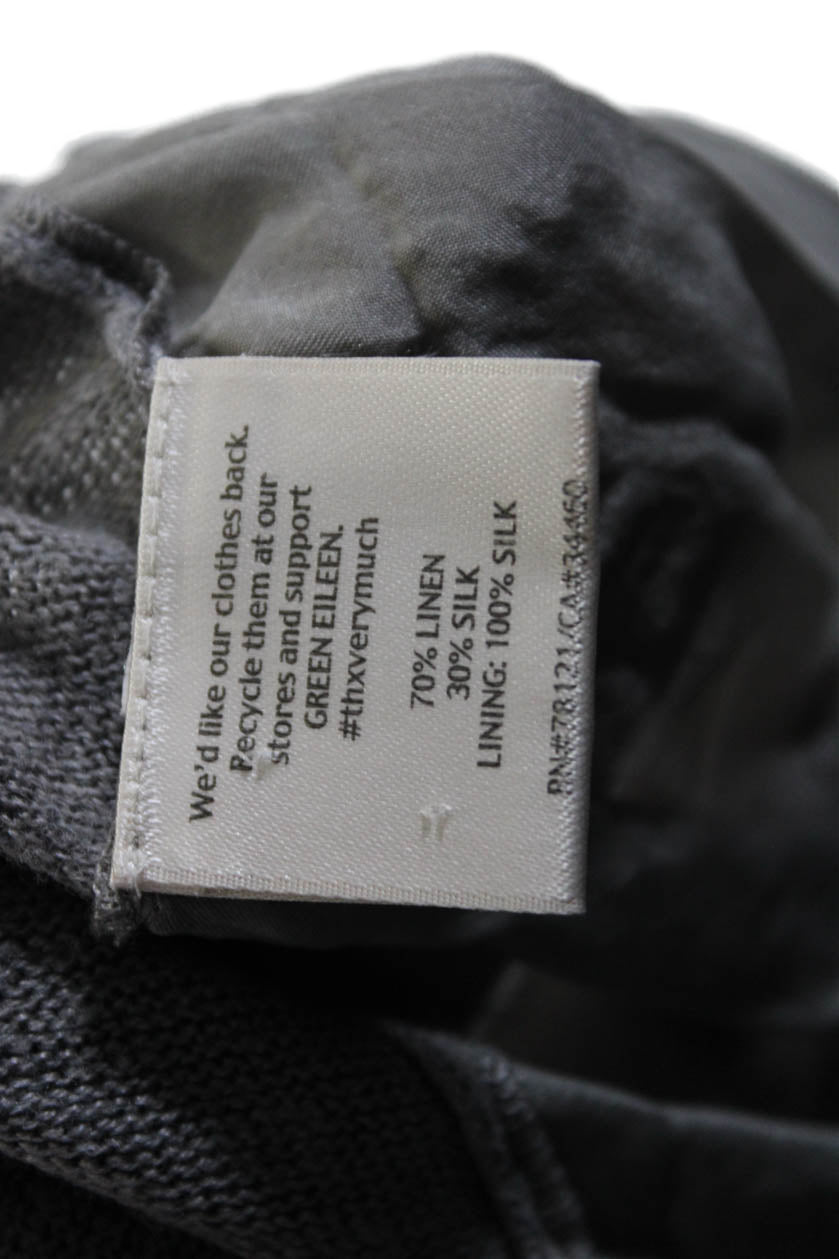 We'd like our clothes back.
Recycle them at our
stores and support
GREEN EILEEN.
#thxverymuch
70% LINEN
30% SILK
LINING: 100% SILK
RN#78121/CA#34460